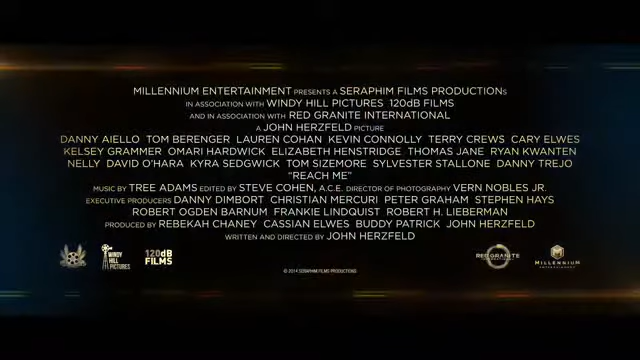 MILLENNIUM ENTERTAINMENT PRESENTS A SERAPHIM FILMS PRODUCTIONS
IN ASSOCIATION WITH WINDY HILL PICTURES 120dB FILMS
AND IN ASSOCIATION WITH RED GRANITE INTERNATIONAL
A JOHN HERZFELD PICTURE
DANNY AIELLO TOM BERENGER LAUREN COHAN KEVIN CONNOLLY TERRY CREWS CARY ELWES
KELSEY GRAMMER OMARI HARDWICK ELIZABETH HENSTRIDGE THOMAS JANE RYAN KWANTEN
NELLY DAVID O'HARA KYRA SEDGWICK TOM SIZEMORE SYLVESTER STALLONE DANNY TREJO
"REACH ME"
MUSIC BY TREE ADAMS EDITED BY STEVE COHEN, A.C.E. DIRECTOR OF PHOTOGRAPHY VERN NOBLES JR.
EXECUTIVE PRODUCERS DANNY DIMBORT CHRISTIAN MERCURI PETER GRAHAM STEPHEN HAYS
ROBERT OGDEN BARNUM FRANKIE LINDQUIST ROBERT H. LIEBERMAN
PRODUCED BY REBEKAH CHANEY CASSIAN ELWES BUDDY PATRICK JOHN HERZFELD
WRITTEN AND DIRECTED BY JOHN HERZFELD
WINDY
HILL
PICTURES
120dB
FILMS
RED GRANITE
MILLENNIUM
ENTERTAINMENT
© 2014 SERAPHIM FILMS PRODUCTIONS